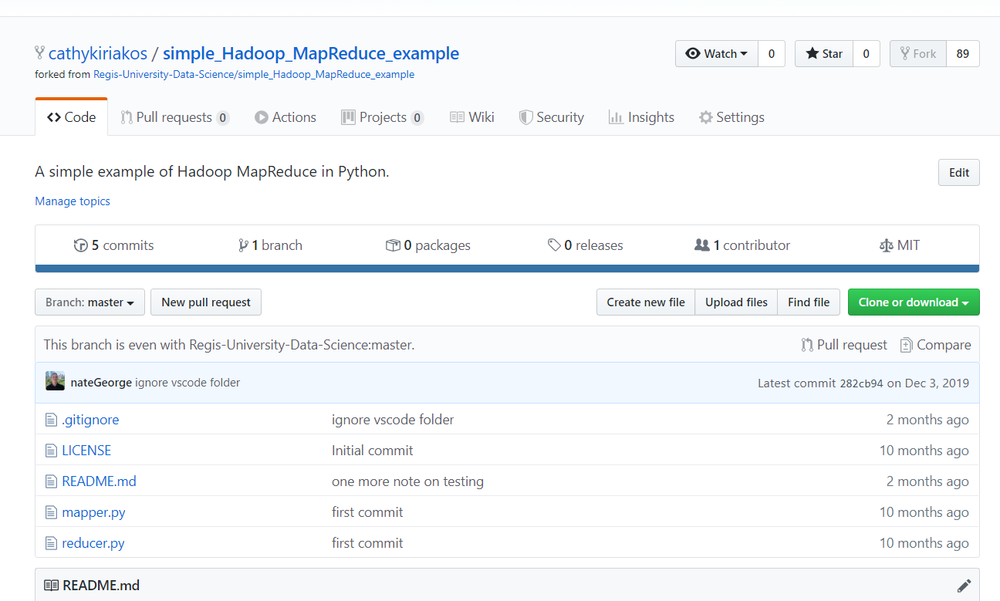 cathykiriakos / simple_Hadoop_MapReduce_example Watch 0 Star 0 Fork 89
forked from Regis-University-Data-Science/simple_Hadoop_MapReduce_example
<> Code Pull requests 0 Actions Projects 0 Wiki Security Insights Settings
A simple example of Hadoop MapReduce in Python. Edit
Manage topics
5 commits 1 branch 0 packages 0 releases 1 contributor MIT
Branch: master New pull request Create new file Upload files Find file Clone or download
This branch is even with Regis-University-Data-Science:master. Pull request Compare
nateGeorge ignore vscode folder Latest commit 282cb94 on Dec 3, 2019
.gitignore ignore vscode folder 2 months ago
LICENSE Initial commit 10 months ago
README.md one more note on testing 2 months ago
mapper.py first commit 10 months ago
reducer.py first commit 10 months ago
README.md